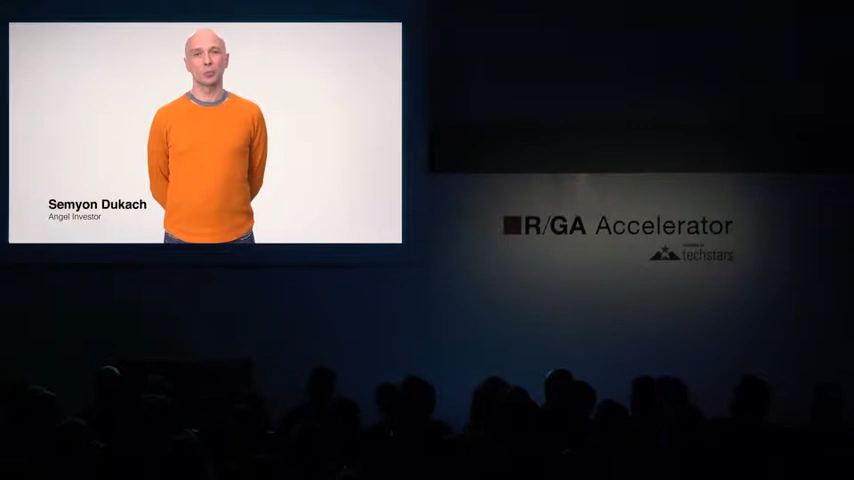 Semyon Dukach
Angel Investor
R/GA Accelerator
techstars